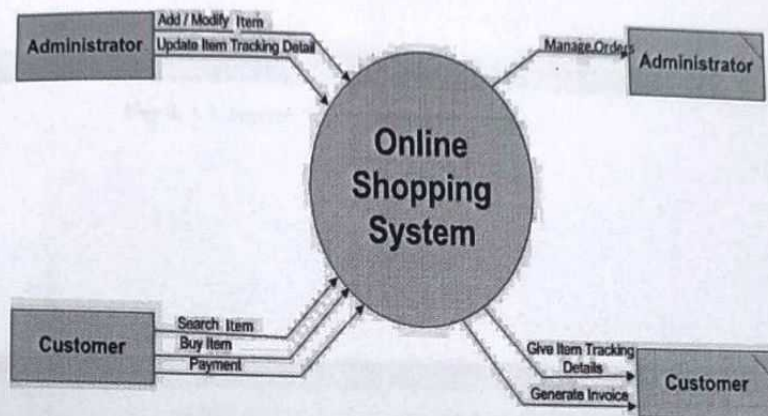 Administrator
Add / Modify Item
Update Item Tracking Detail
Manage Orders
Administrator
Online
Shopping
System
Customer
Search Item
Buy Item
Payment
Give Item Tracking
Details
Generate Invoice
Customer